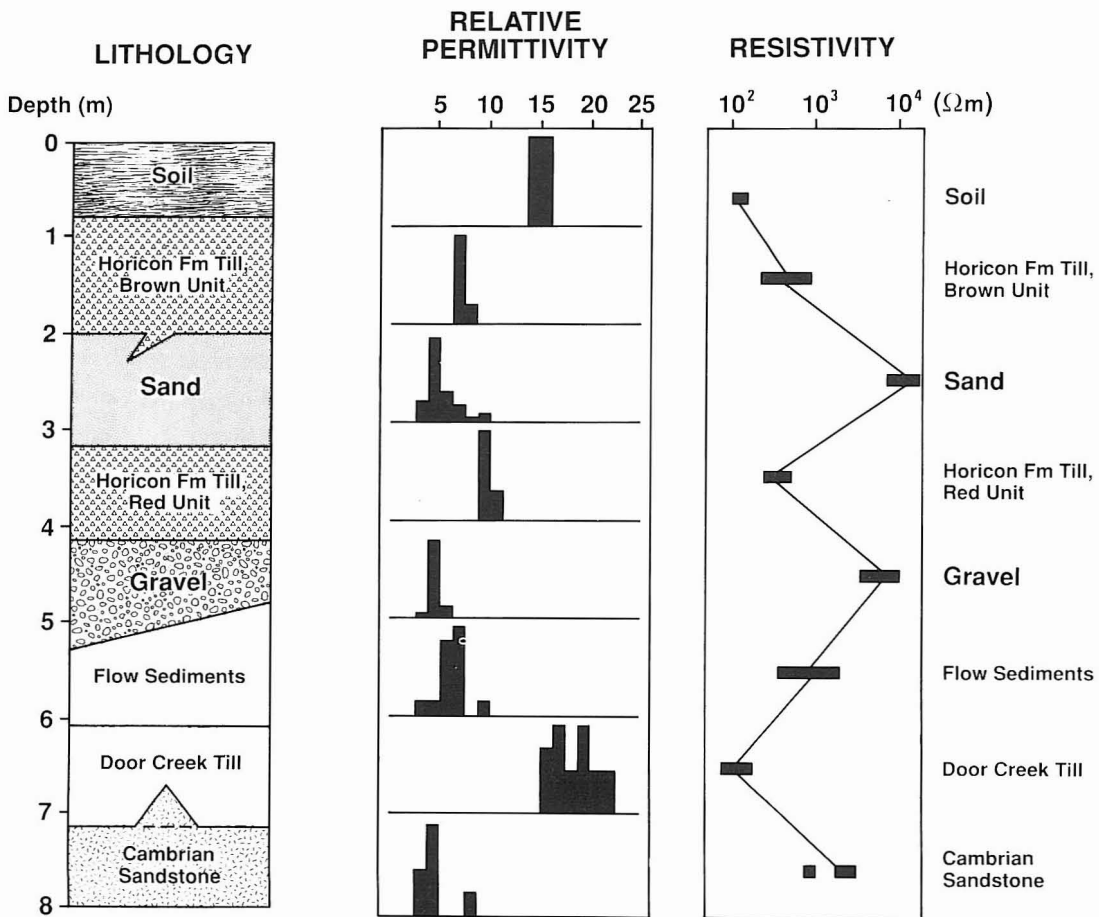 LITHOLOGY
RELATIVE
PERMITTIVITY
RESISTIVITY
Depth (m)
5 10 15 20 25
10² 10³ 10⁴ (Ωm)
0
1
2
3
4
5
6
7
8
Soil
Horicon Fm Till,
Brown Unit
Sand
Horicon Fm Till,
Red Unit
Gravel
Flow Sediments
Door Creek Till
Cambrian
Sandstone
Soil
Horicon Fm Till,
Brown Unit
Sand
Horicon Fm Till,
Red Unit
Gravel
Flow Sediments
Door Creek Till
Cambrian
Sandstone